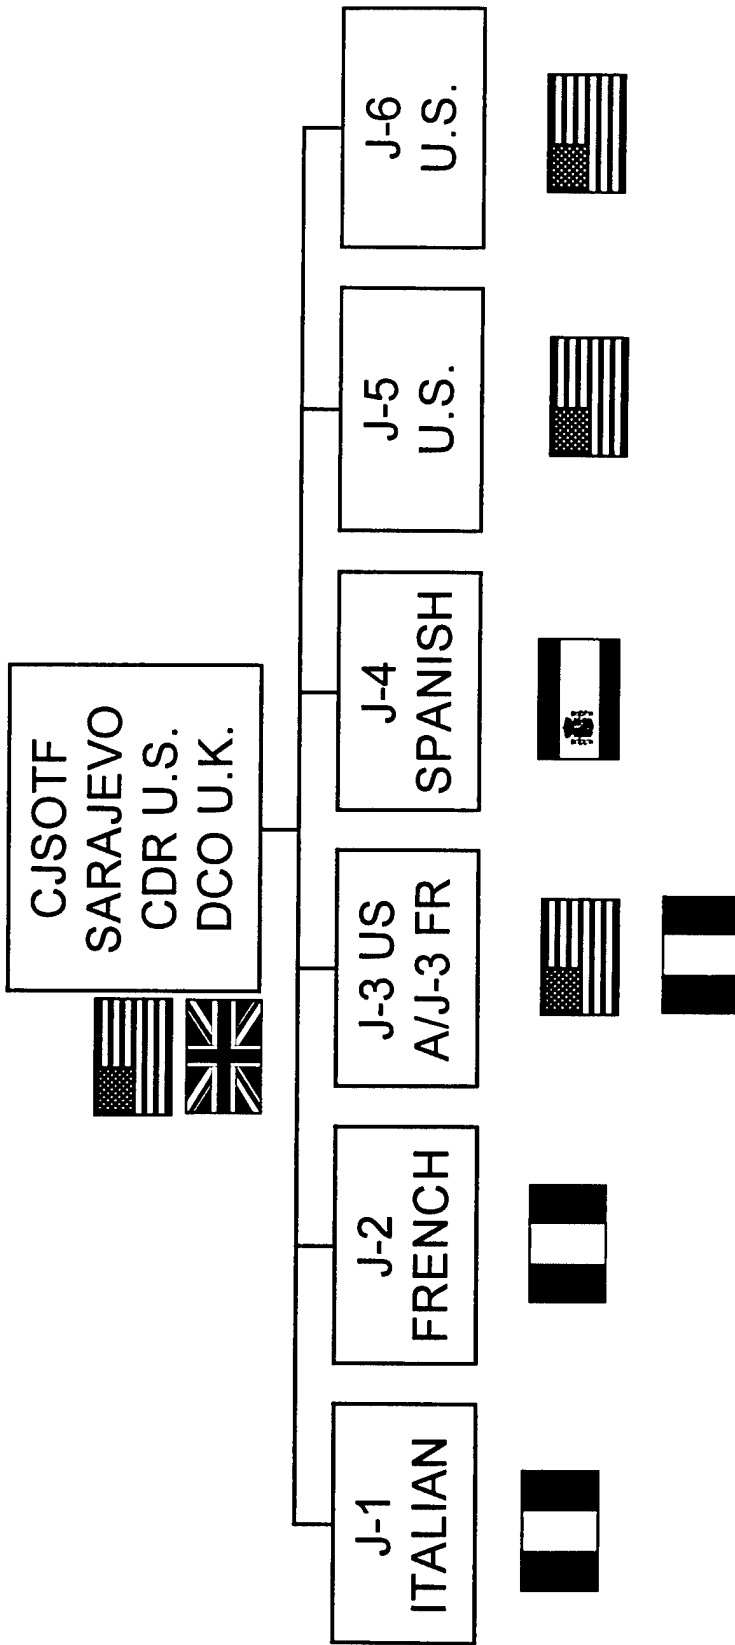 CJSOTF
SARAJEVO
CDR U.S.
DCO U.K.
J-1
ITALIAN
J-2
FRENCH
J-3 US
A/J-3 FR
J-4
SPANISH
J-5
U.S.
J-6
U.S.